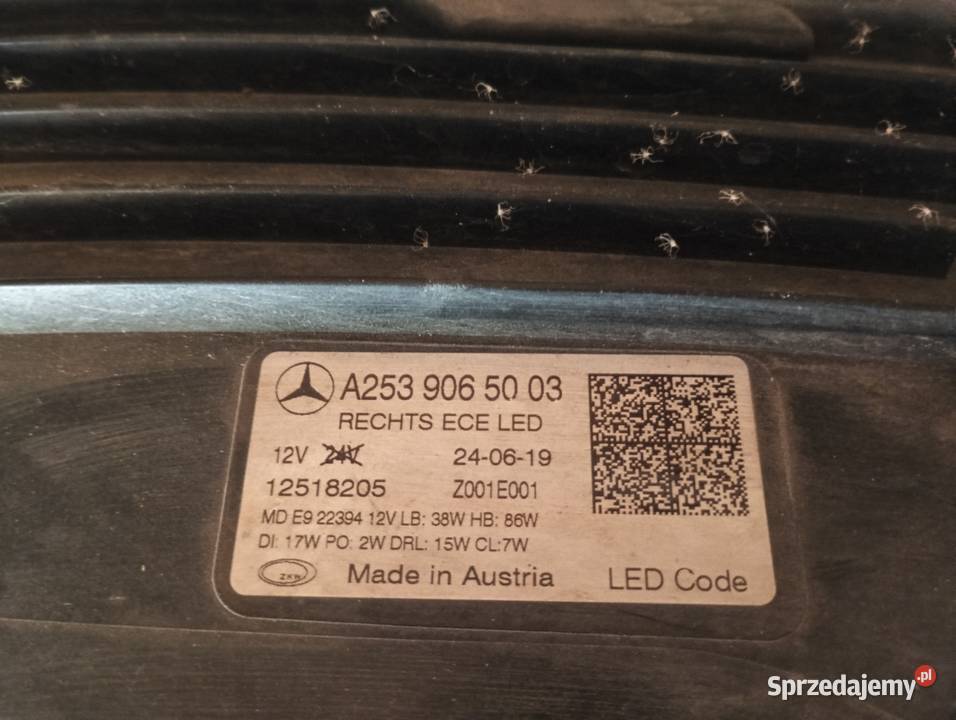 A253 906 50 03
RECHTS ECE LED
12V 24V 24-06-19
12518205 Z001E001
MD E9 22394 12V LB: 38W HB: 86W
DI: 17W PO: 2W DRL: 15W CL:7W
ZKW Made in Austria LED Code
Sprzedajemy.pl